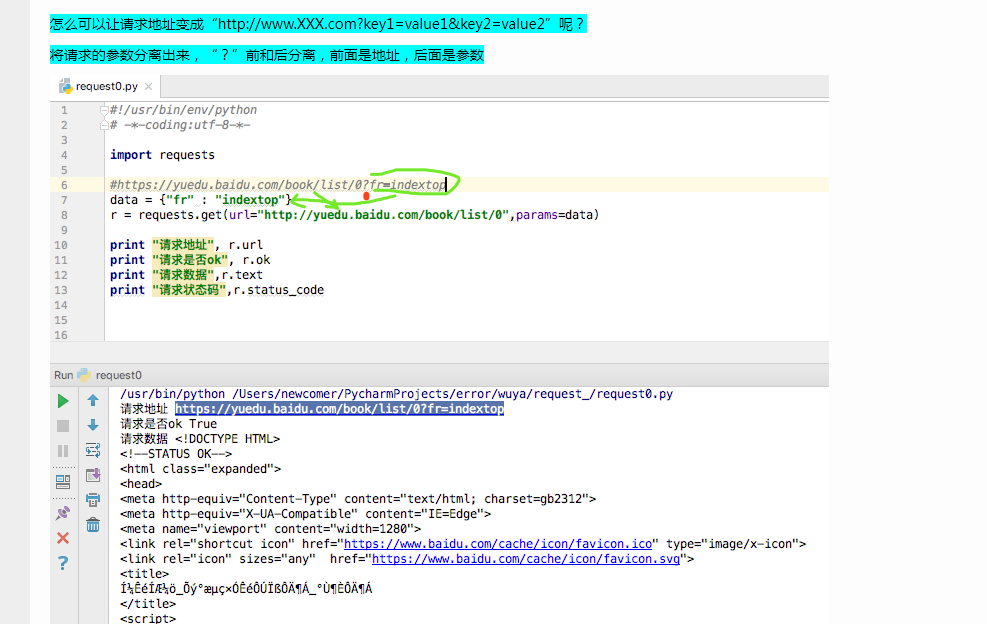 怎么可以让请求地址变成“http://www.XXX.com?key1=value1&key2=value2”呢？
将请求的参数分离出来，“？”前和后分离，前面是地址，后面是参数
request0.py
1 #!/usr/bin/env/python
2 # -*-coding:utf-8-*-
3
4 import requests
5
6 #https://yuedu.baidu.com/book/list/0?fr=indextop
7 data = {"fr" : "indextop"}
8 r = requests.get(url="http://yuedu.baidu.com/book/list/0",params=data)
9
10 print "请求地址", r.url
11 print "请求是否ok", r.ok
12 print "请求数据",r.text
13 print "请求状态码",r.status_code
14
15
16
Run request0
/usr/bin/python /Users/newcomer/PycharmProjects/error/wuya/request_/request0.py
请求地址 https://yuedu.baidu.com/book/list/0?fr=indextop
请求是否ok True
请求数据 <!DOCTYPE HTML>
<!--STATUS OK-->
<html class="expanded">
<head>
<meta http-equiv="Content-Type" content="text/html; charset=gb2312">
<meta http-equiv="X-UA-Compatible" content="IE=Edge">
<meta name="viewport" content="width=1280">
<link rel="shortcut icon" href="https://www.baidu.com/cache/icon/favicon.ico" type="image/x-icon">
<link rel="icon" sizes="any"  href="https://www.baidu.com/cache/icon/favicon.svg">
<title>
</title>
<script>